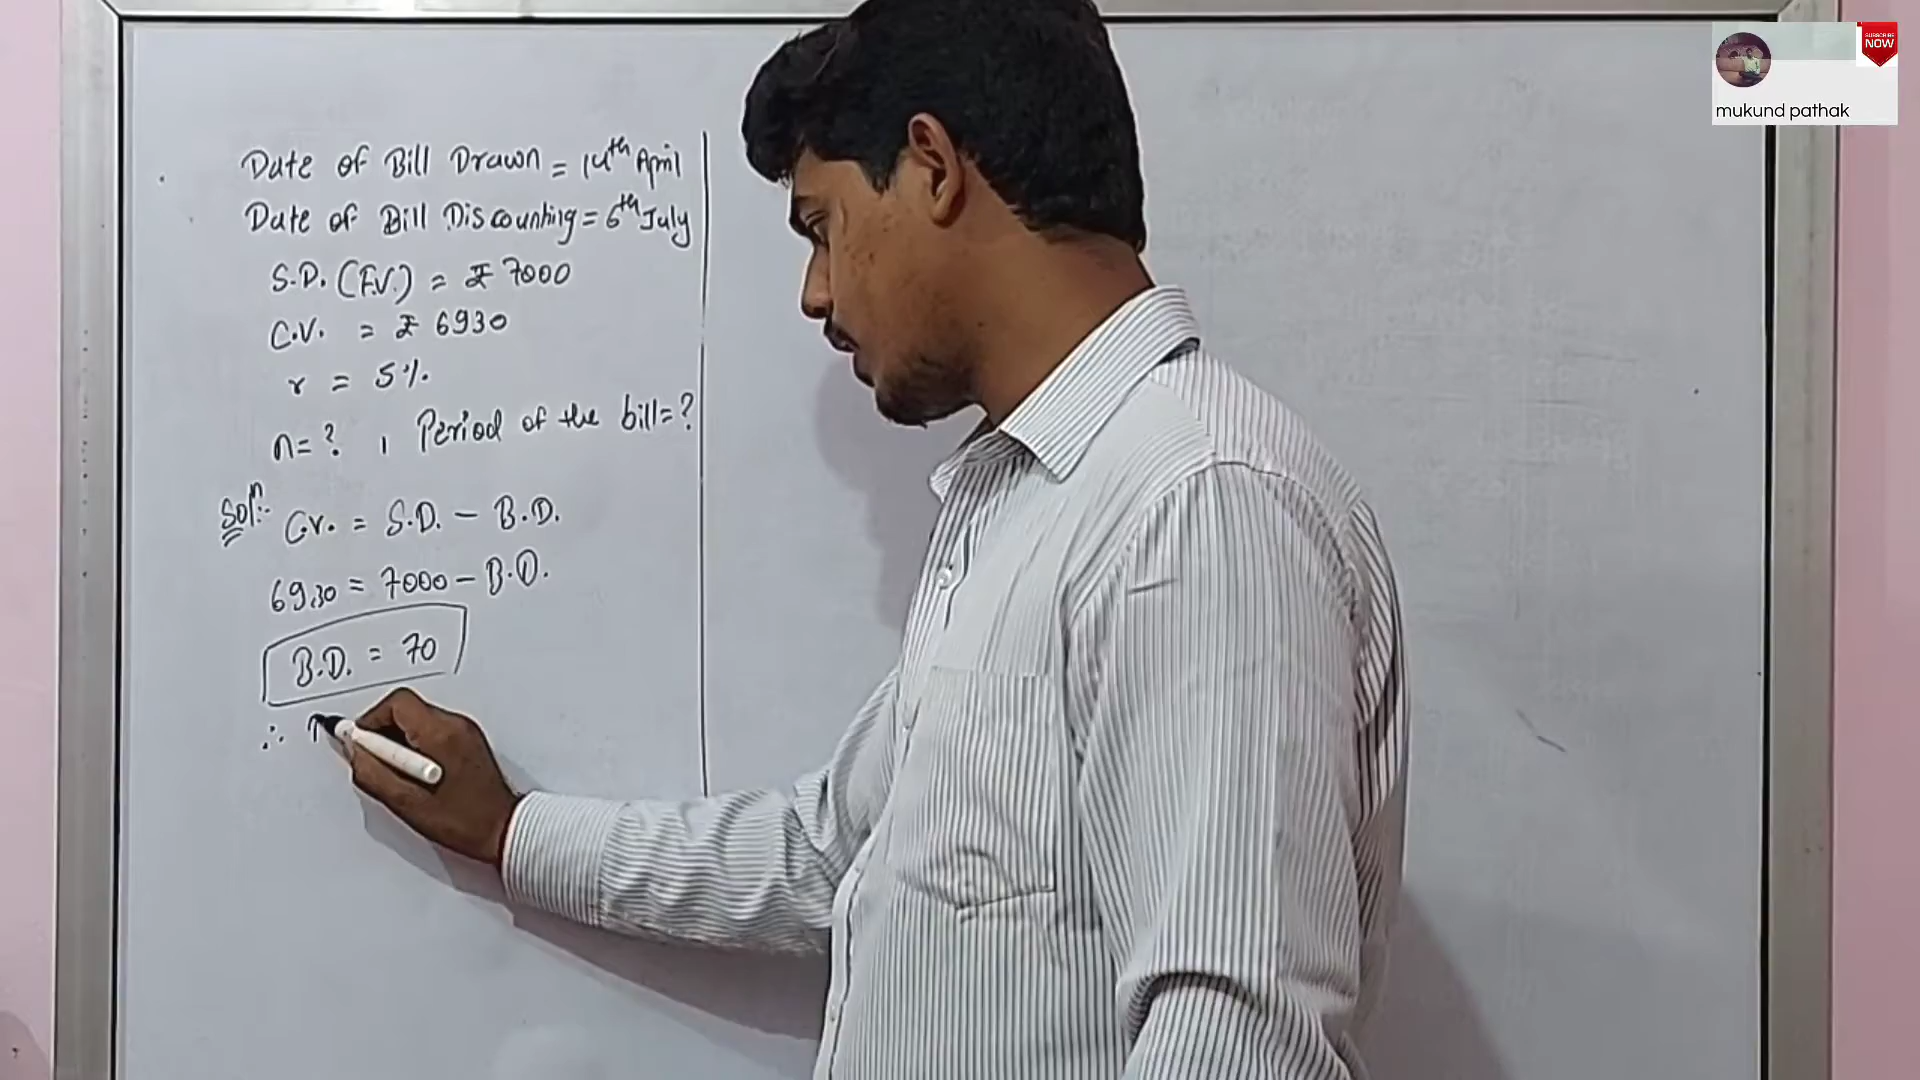 Date of Bill Drawn = 14th April
Date of Bill Discounting = 6th July
S.D. (F.V.) = ₹ 7000
C.V. = ₹ 6930
r = 5%
n = ? , Period of the bill = ?
Solⁿ:- C.V. = S.D. - B.D.
6930 = 7000 - B.D.
B.D. = 70
∴
SUBSCRIBE
NOW
mukund pathak